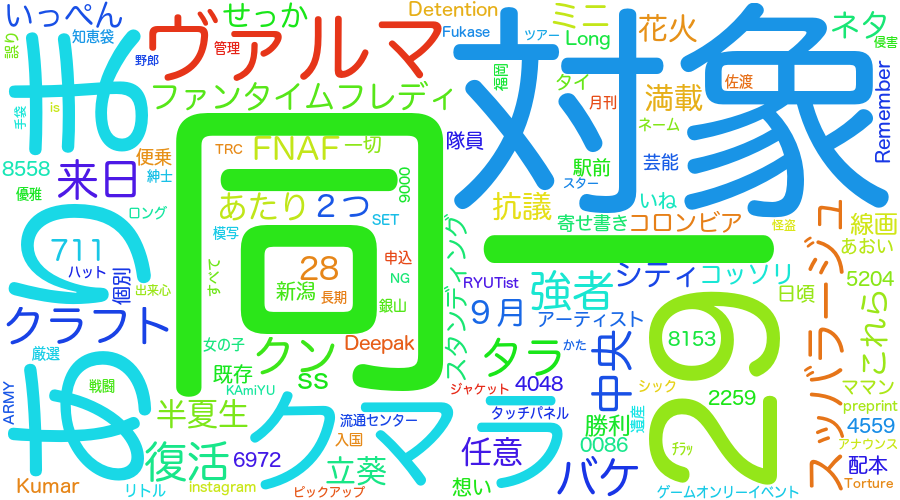 いっぺん
知恵袋
誤り
野郎
ヴァルマ
管理
せっか
Detention
Fukase
ツアー
ミニ
Long
花火
ネタ
侵害
対象
同一
手袋
is
ファンタイムフレディ
福岡
タイ
月刊
佐渡
満載
Remember
ネーム
8558
来日
便乗
紳士
優雅
TRC
FNAF
一切
隊員
駅前
芸能
スター
9000
あたり
2つ
SET
抗議
寄せ書き
いね
コロンビア
怪盗
線画
あおい
ロング
711
模写
ハット
個別
出来心
すべて
28
新潟
長期
申込
NG
銀山
スタンディング
RYUTist
強者
シティ
コッソリ
日頃
スッパラージュ
5204
これら
クラフト
9月
アーティスト
厳選
女の子
クン
Deepak
タラ
かた
中央
8153
29
既存
ss
KAmiYU
ジャケット
4048
シック
ママン
preprint
戦闘
ARMY
あり
半夏生
クマラ
流通センター
タッチパネル
勝利
遺産
2259
4559
アナウンス
入国
0086
ﾁﾗｯ
復活
6972
立葵
任意
バケ
配本
Torture
Kumar
リトル
instagram
ピックアップ
想い
ゲームオンリーイベント